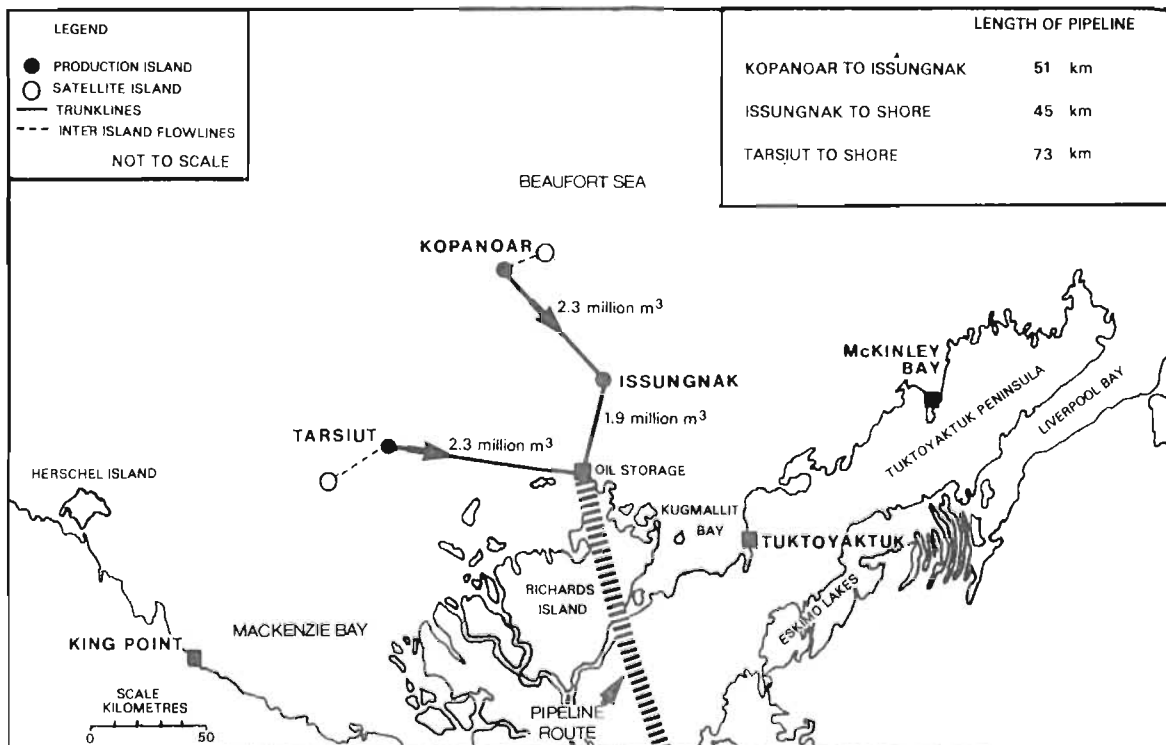 LEGEND
PRODUCTION ISLAND
SATELLITE ISLAND
TRUNKLINES
INTER ISLAND FLOWLINES
NOT TO SCALE
LENGTH OF PIPELINE
KOPANOAR TO ISSUNGNAK 51 km
ISSUNGNAK TO SHORE 45 km
TARSIUT TO SHORE 73 km
BEAUFORT SEA
KOPANOAR
2.3 million m³
ISSUNGNAK
1.9 million m³
TARSIUT
2.3 million m³
OIL STORAGE
McKINLEY
BAY
TUKTOYAKTUK PENINSULA
LIVERPOOL BAY
HERSCHEL ISLAND
KUGMALLIT
BAY
TUKTOYAKTUK
RICHARDS
ISLAND
ESKIMO LAKES
MACKENZIE BAY
KING POINT
PIPELINE
ROUTE
SCALE
KILOMETRES
0 50